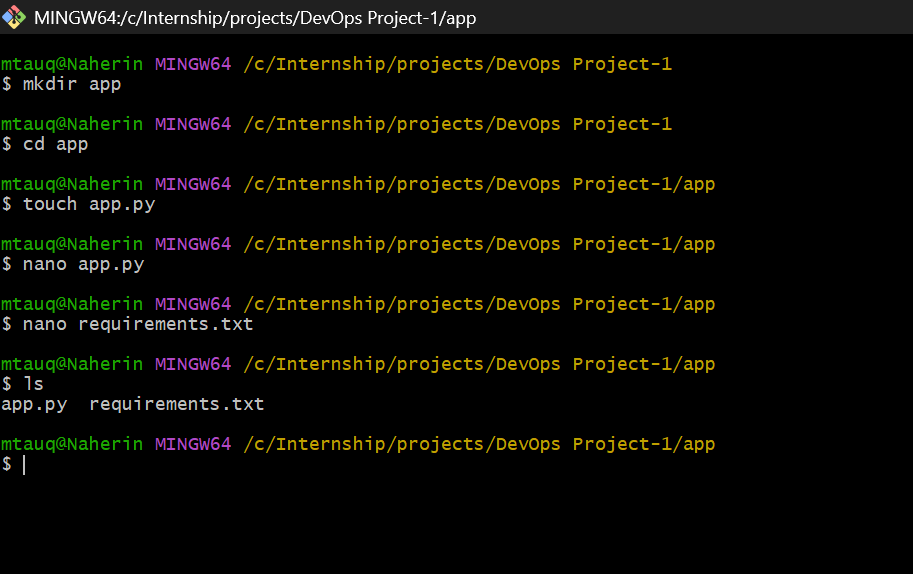 MINGW64:/c/Internship/projects/DevOps Project-1/app
mtauq@Naherin MINGW64 /c/Internship/projects/DevOps Project-1
$ mkdir app
mtauq@Naherin MINGW64 /c/Internship/projects/DevOps Project-1
$ cd app
mtauq@Naherin MINGW64 /c/Internship/projects/DevOps Project-1/app
$ touch app.py
mtauq@Naherin MINGW64 /c/Internship/projects/DevOps Project-1/app
$ nano app.py
mtauq@Naherin MINGW64 /c/Internship/projects/DevOps Project-1/app
$ nano requirements.txt
mtauq@Naherin MINGW64 /c/Internship/projects/DevOps Project-1/app
$ ls
app.py  requirements.txt
mtauq@Naherin MINGW64 /c/Internship/projects/DevOps Project-1/app
$